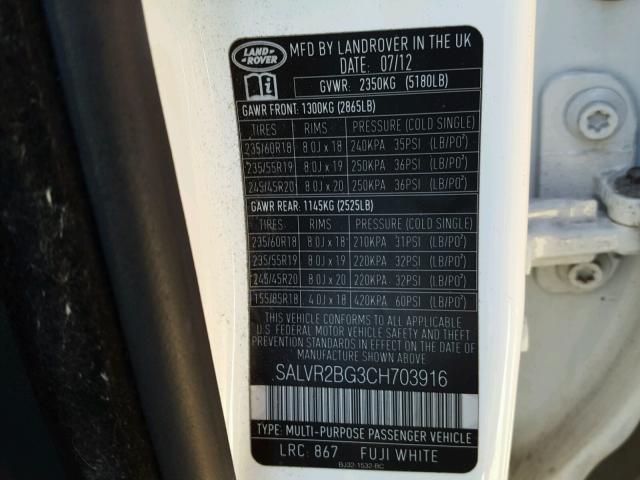 LAND-
ROVER
MFD BY LANDROVER IN THE UK
DATE: 07/12
GVWR: 2350KG (5180LB)
GAWR FRONT: 1300KG (2865LB)
TIRES RIMS PRESSURE (COLD SINGLE)
235/60R18 8.0J x 18 240KPA 35PSI (LB/PO²)
235/55R19 8.0J x 19 250KPA 36PSI (LB/PO²)
245/45R20 8.0J x 20 250KPA 36PSI (LB/PO²)
GAWR REAR: 1145KG (2525LB)
TIRES RIMS PRESSURE (COLD SINGLE)
235/60R18 8.0J x 18 210KPA 31PSI (LB/PO²)
235/55R19 8.0J x 19 220KPA 32PSI (LB/PO²)
245/45R20 8.0J x 20 220KPA 32PSI (LB/PO²)
155/85R18 4.0J x 18 420KPA 60PSI (LB/PO²)
THIS VEHICLE CONFORMS TO ALL APPLICABLE
U.S. FEDERAL MOTOR VEHICLE SAFETY AND THEFT
PREVENTION STANDARDS IN EFFECT ON THE DATE OF
MANUFACTURE SHOWN ABOVE.
SALVR2BG3CH703916
TYPE: MULTI-PURPOSE PASSENGER VEHICLE
LRC: 867 FUJI WHITE
BJ32-1532-BC